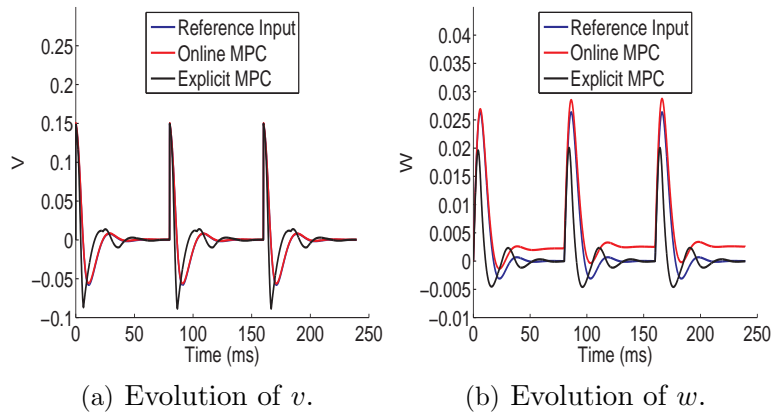 Reference Input
Online MPC
Explicit MPC
0.25
0.2
0.15
0.1
0.05
0
−0.05
−0.1
V
0 50 100 150 200 250
Time (ms)
(a) Evolution of v.
Reference Input
Online MPC
Explicit MPC
0.04
0.035
0.03
0.025
0.02
0.015
0.01
0.005
0
−0.005
−0.01
W
0 50 100 150 200 250
Time (ms)
(b) Evolution of w.